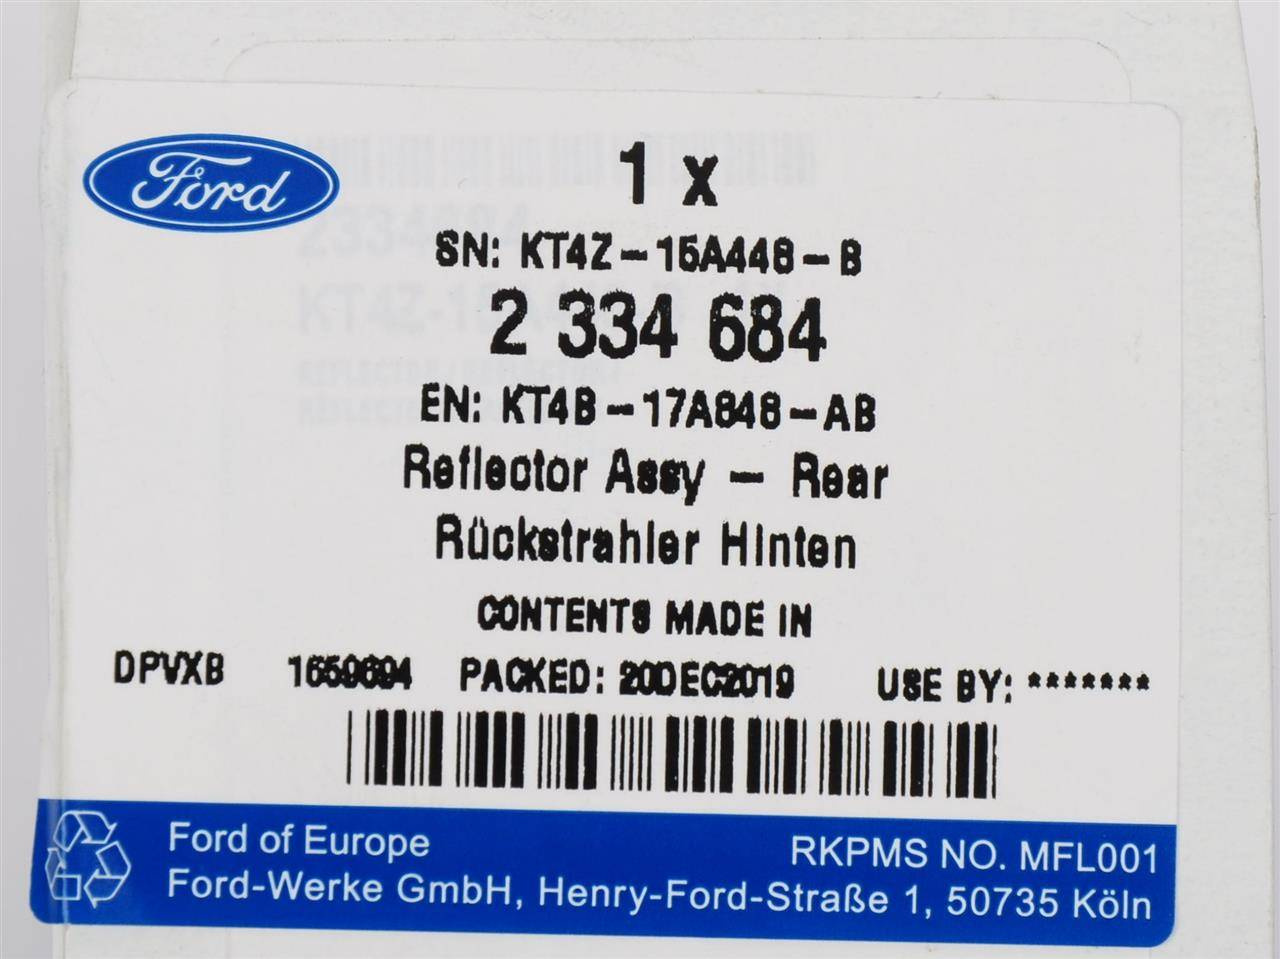 Ford
1 x
SN: KT4Z-15A448-B
2 334 684
EN: KT4B-17A848-AB
Reflector Assy - Rear
Rückstrahler Hinten
CONTENTS MADE IN
DPVXB 1659694 PACKED: 20DEC2019 USE BY: *******
Ford of Europe
Ford-Werke GmbH, Henry-Ford-Straße 1, 50735 Köln
RKPMS NO. MFL001